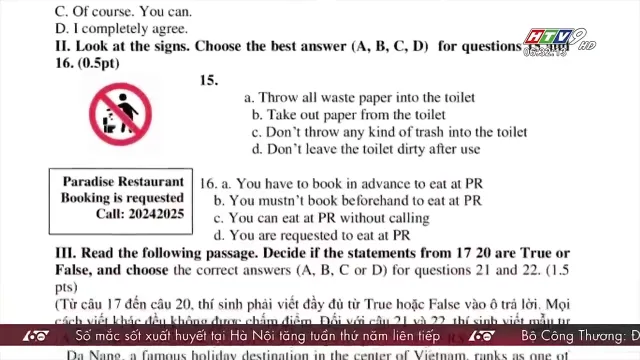 C. Of course. You can.
D. I completely agree.
II. Look at the signs. Choose the best answer (A, B, C, D) for questions 15 and
16. (0.5pt)
HTV9 HD
15.
a. Throw all waste paper into the toilet
b. Take out paper from the toilet
c. Don't throw any kind of trash into the toilet
d. Don't leave the toilet dirty after use
Paradise Restaurant
Booking is requested
Call: 20242025
16. a. You have to book in advance to eat at PR
b. You mustn't book beforehand to eat at PR
c. You can eat at PR without calling
d. You are requested to eat at PR
III. Read the following passage. Decide if the statements from 17 20 are True or
False, and choose the correct answers (A, B, C or D) for questions 21 and 22. (1.5
pts)
(Từ câu 17 đến câu 20, thí sinh phải viết đầy đủ từ True hoặc False vào ô trả lời. Mọi
cách viết khác đều không được chấm điểm. Đối với câu 21 và 22, thí sinh viết mẫu tự
60 Số mắc sốt xuất huyết tại Hà Nội tăng tuần thứ năm liên tiếp 60 Bộ Công Thương: Đ
Da Nang, a famous holiday destination in the center of Vietnam, ranks as one of